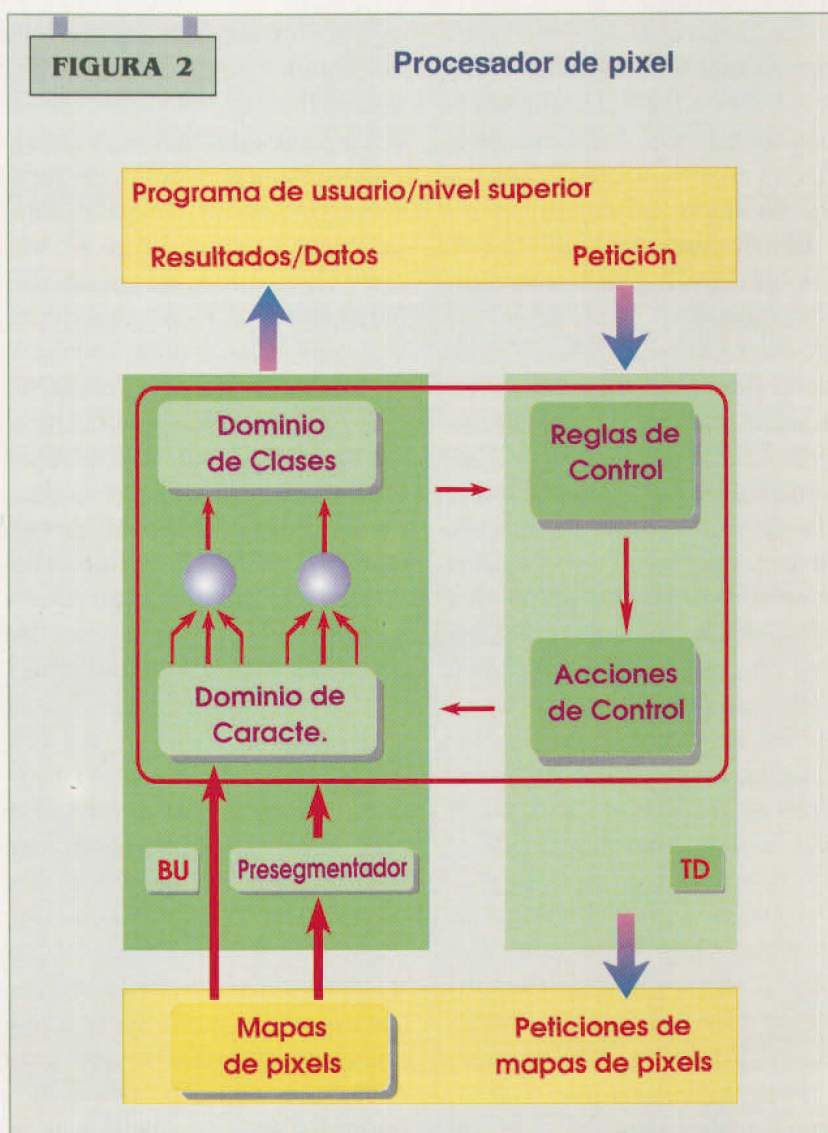 FIGURA 2
Procesador de pixel
Programa de usuario/nivel superior
Resultados/Datos
Petición
Dominio
de Clases
Reglas de
Control
Dominio de
Caracte.
Acciones
de Control
BU
Presegmentador
TD
Mapas
de pixels
Peticiones de
mapas de pixels